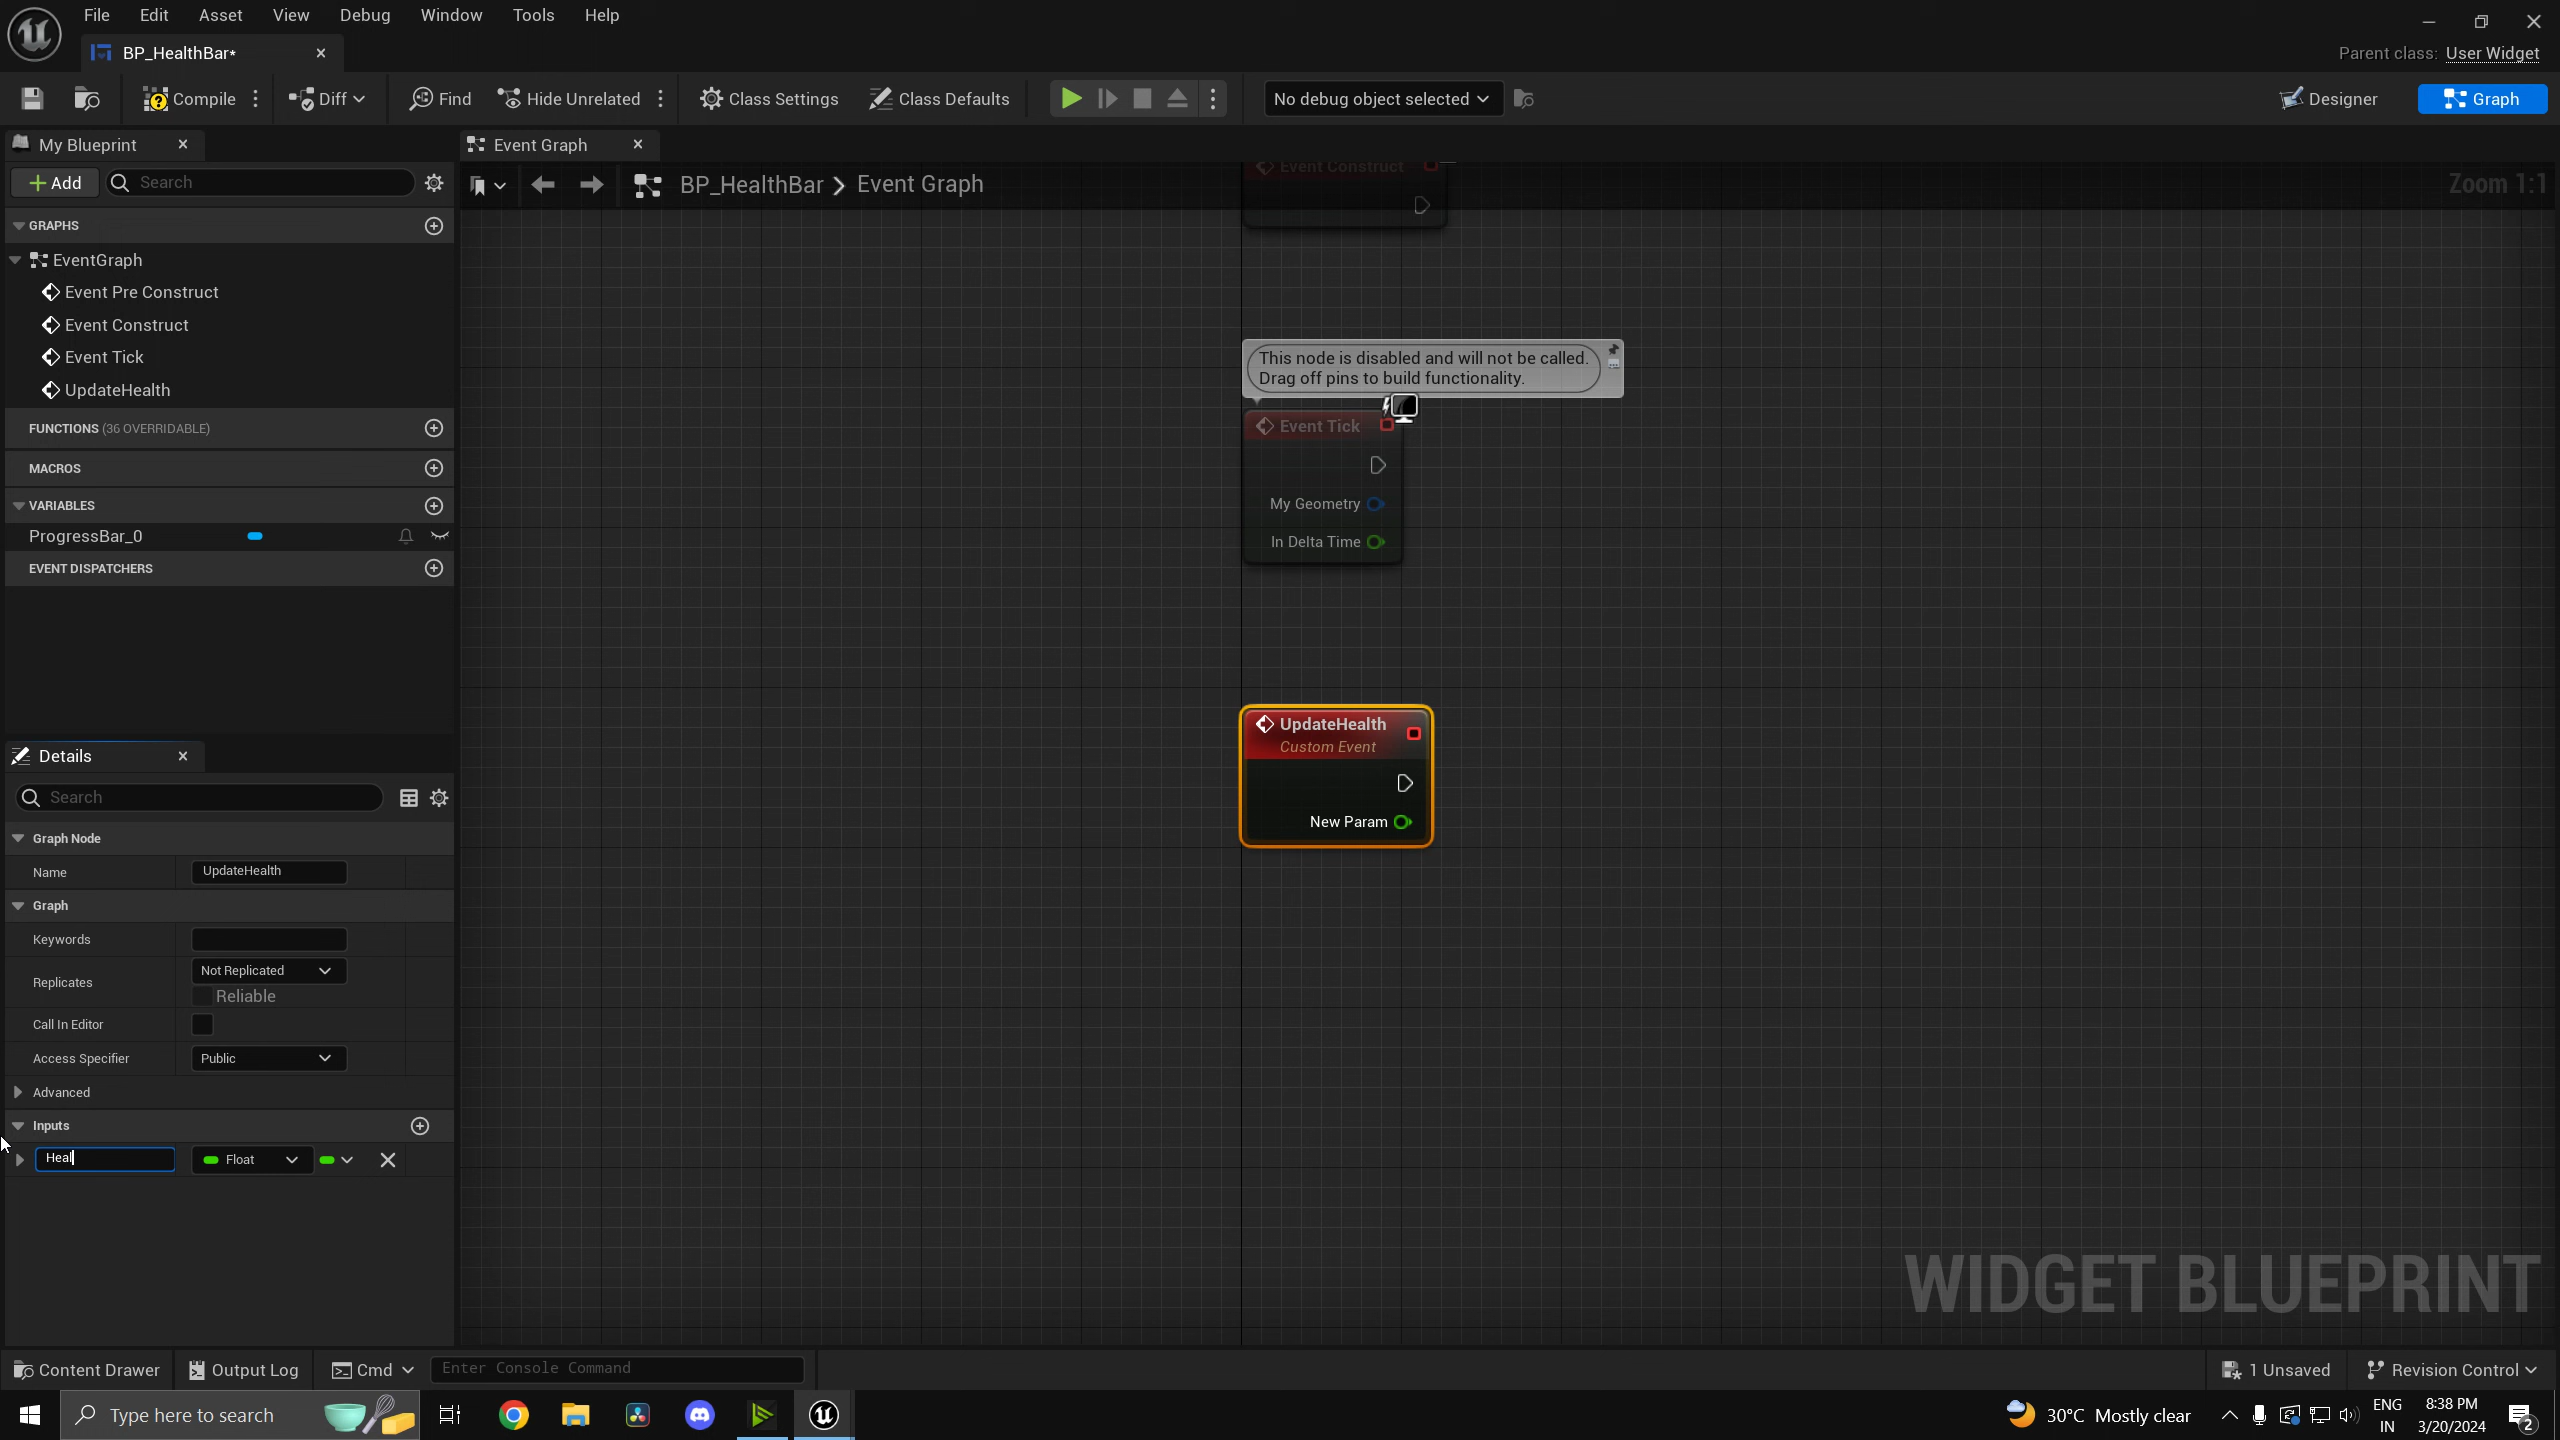 File Edit Asset View Debug Window Tools Help
BP_HealthBar*
Parent class: User Widget
Compile Diff Find Hide Unrelated Class Settings Class Defaults No debug object selected Designer Graph
My Blueprint
Event Graph
Add Search
BP_HealthBar > Event Graph Zoom 1:1
GRAPHS
EventGraph
Event Pre Construct
Event Construct
Event Tick
UpdateHealth
FUNCTIONS (36 OVERRIDABLE)
MACROS
VARIABLES
ProgressBar_0
EVENT DISPATCHERS
Event Construct
This node is disabled and will not be called.
Drag off pins to build functionality.
Event Tick
My Geometry
In Delta Time
UpdateHealth
Custom Event
New Param
Details
Search
Graph Node
Name UpdateHealth
Graph
Keywords
Replicates Not Replicated
Reliable
Call In Editor
Access Specifier Public
Advanced
Inputs
Heal Float
WIDGET BLUEPRINT
Content Drawer Output Log Cmd Enter Console Command 1 Unsaved Revision Control
Type here to search 30°C Mostly clear ENG
IN 8:38 PM
3/20/2024 2